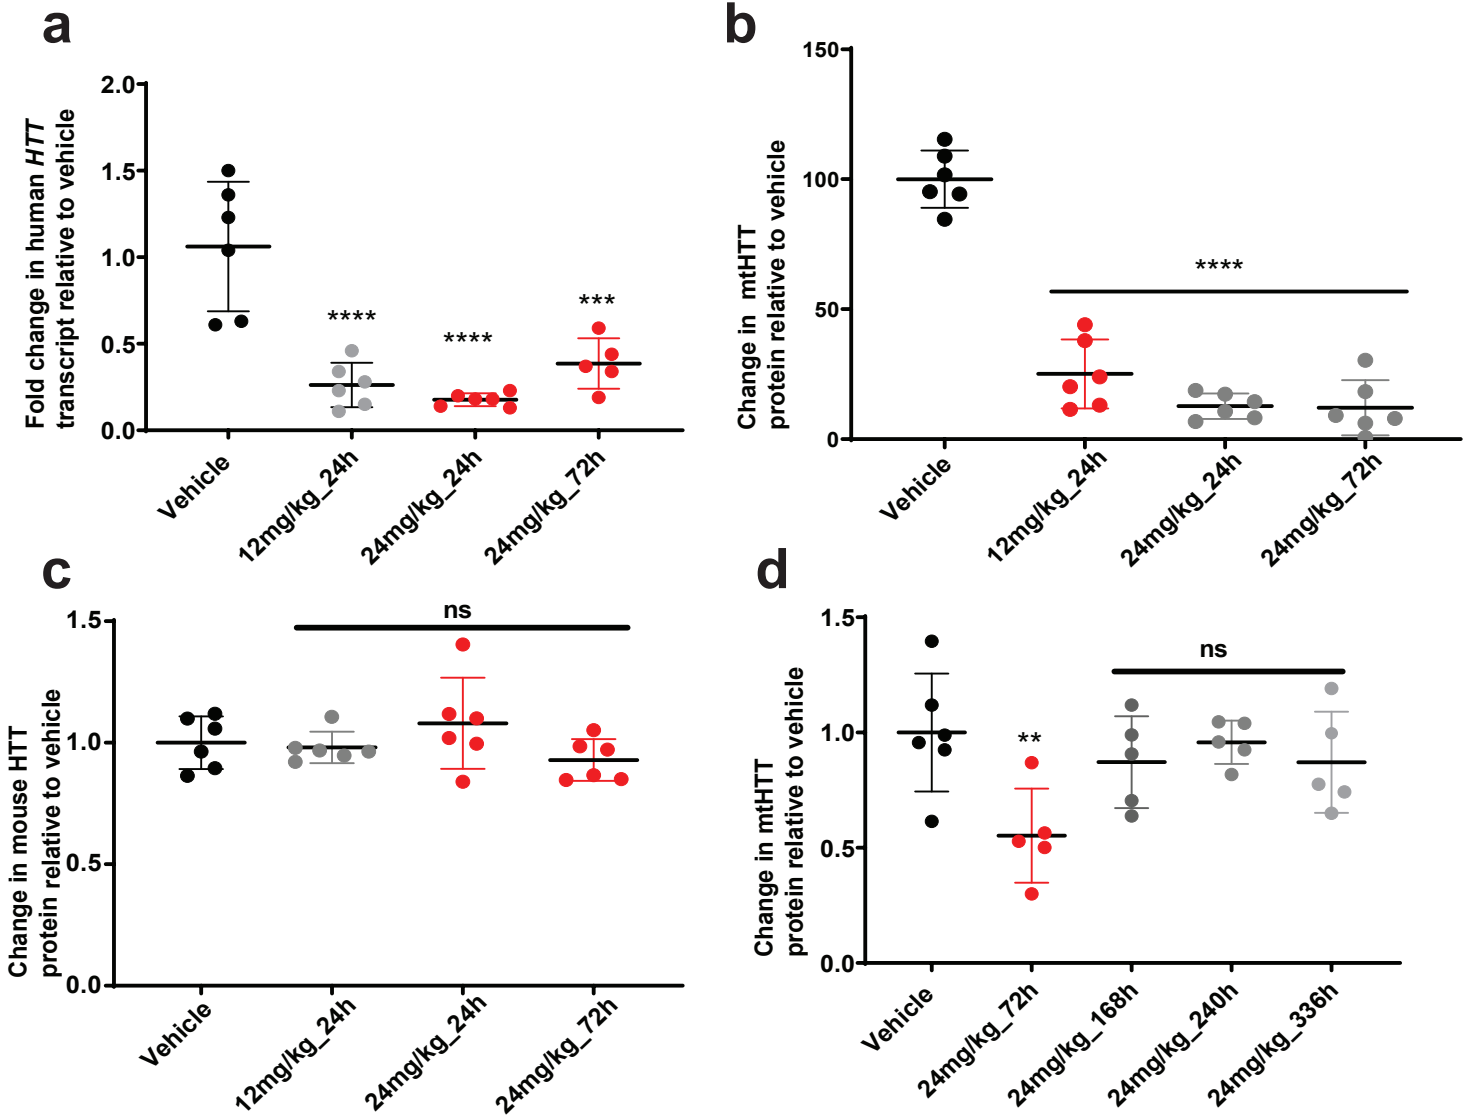 a
Fold change in human HTT
transcript relative to vehicle
2.0
1.5
1.0
0.5
0.0
****
****
***
Vehicle
12mg/kg_24h
24mg/kg_24h
24mg/kg_72h
b
Change in mtHTT
protein relative to vehicle
150
100
50
0
****
Vehicle
12mg/kg_24h
24mg/kg_24h
24mg/kg_72h
c
Change in mouse HTT
protein relative to vehicle
1.5
1.0
0.5
0.0
ns
Vehicle
12mg/kg_24h
24mg/kg_24h
24mg/kg_72h
d
Change in mtHTT
protein relative to vehicle
1.5
1.0
0.5
0.0
**
ns
Vehicle
24mg/kg_72h
24mg/kg_168h
24mg/kg_240h
24mg/kg_336h